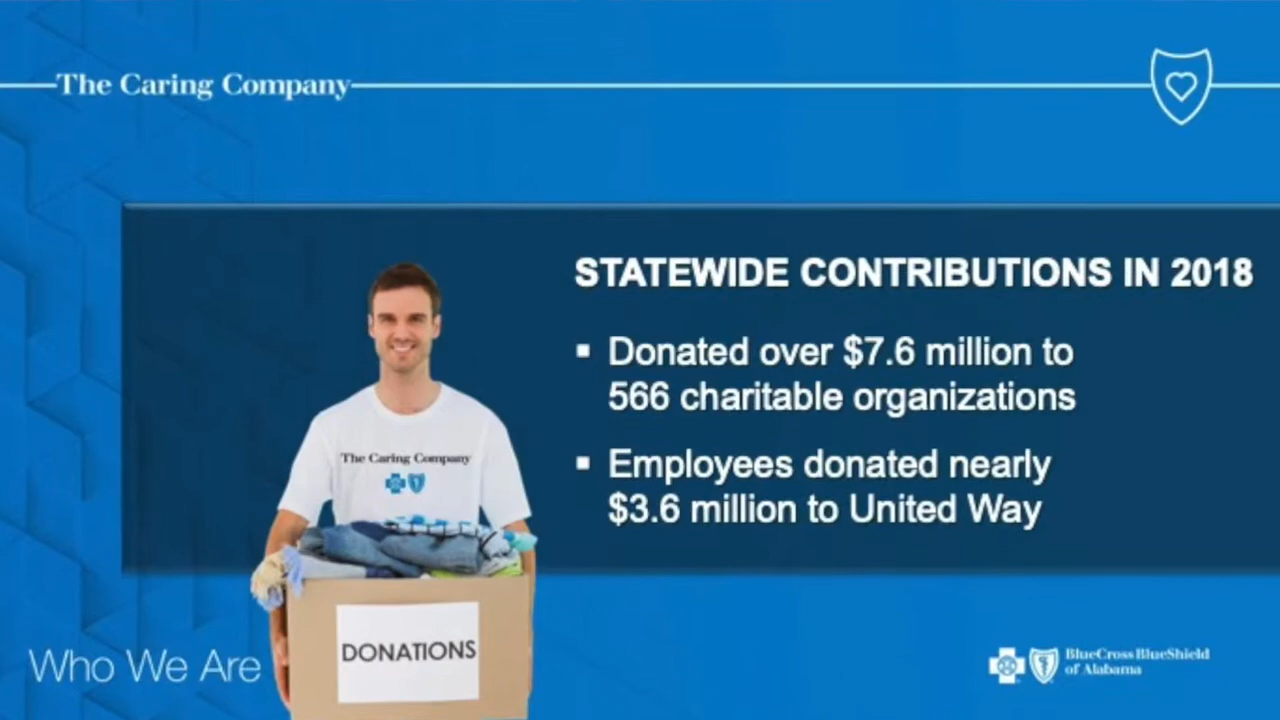 The Caring Company
STATEWIDE CONTRIBUTIONS IN 2018
▪ Donated over $7.6 million to
566 charitable organizations
▪ Employees donated nearly
$3.6 million to United Way
The Caring Company
DONATIONS
Who We Are
BlueCross BlueShield
of Alabama